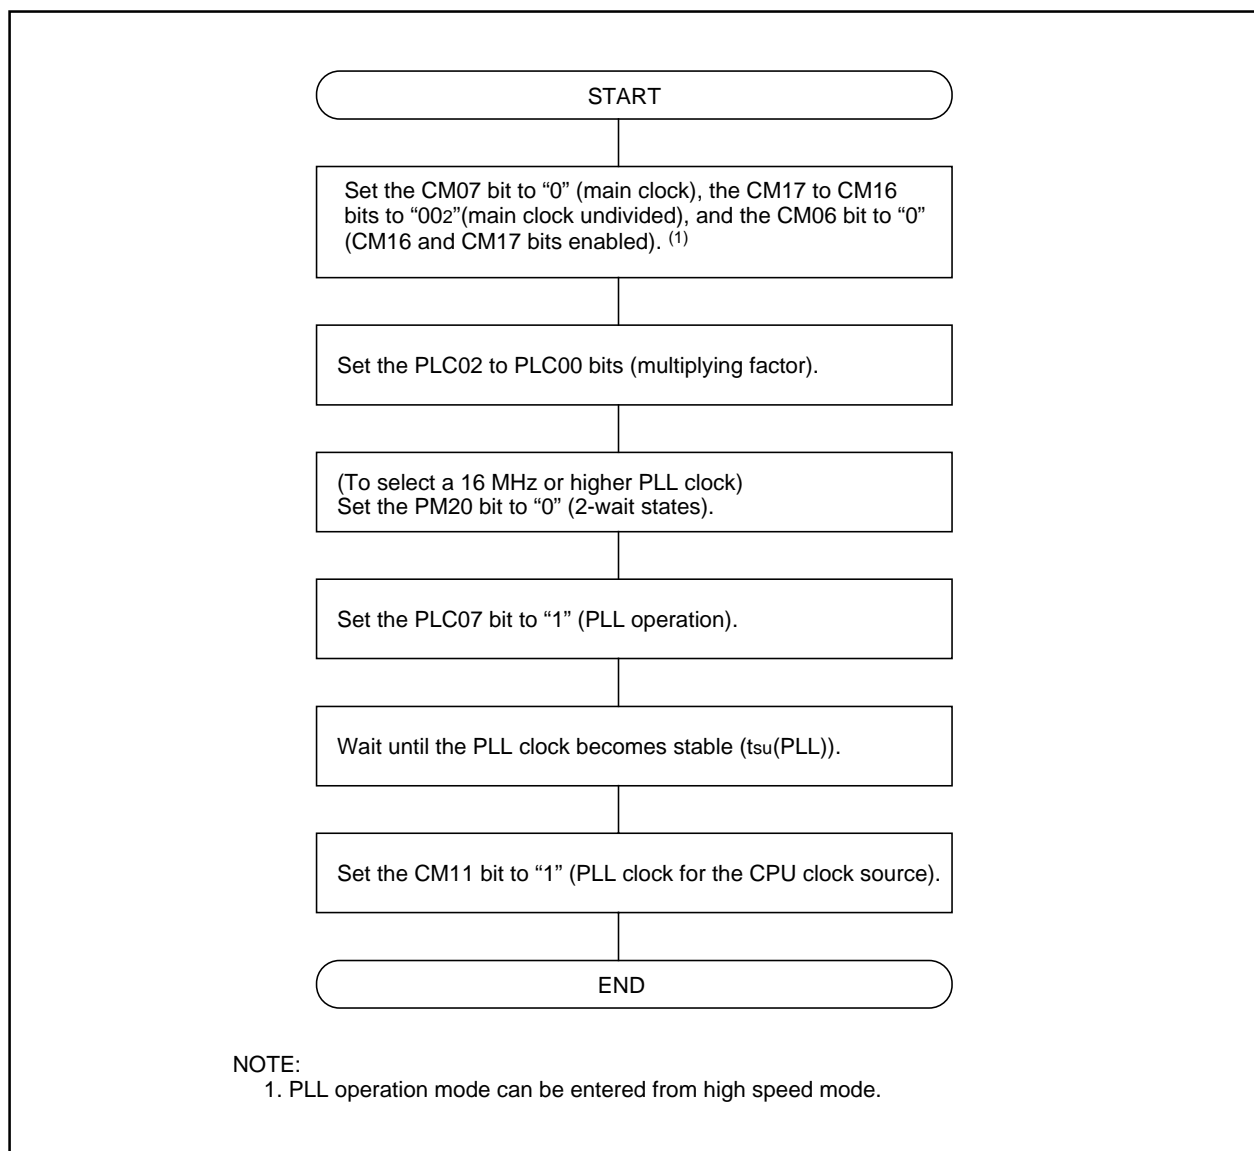 START
Set the CM07 bit to “0” (main clock), the CM17 to CM16
bits to “002”(main clock undivided), and the CM06 bit to “0”
(CM16 and CM17 bits enabled). (1)
Set the PLC02 to PLC00 bits (multiplying factor).
(To select a 16 MHz or higher PLL clock)
Set the PM20 bit to “0” (2-wait states).
Set the PLC07 bit to “1” (PLL operation).
Wait until the PLL clock becomes stable (tsu(PLL)).
Set the CM11 bit to “1” (PLL clock for the CPU clock source).
END
NOTE:
1. PLL operation mode can be entered from high speed mode.